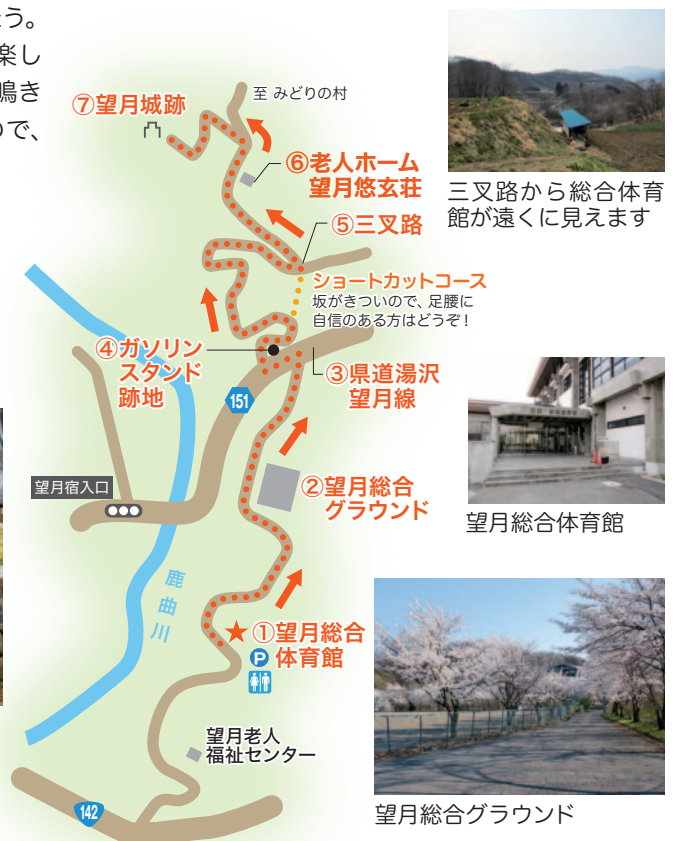 う。
楽し
鳴き
ので、
至 みどりの村
⑦望月城跡
⑥老人ホーム
望月悠玄荘
⑤三叉路
ショートカットコース
坂がきついので、足腰に
自信のある方はどうぞ！
④ガソリン
スタンド
跡地
③県道湯沢
望月線
151
②望月総合
グラウンド
望月宿入口
鹿曲川
★①望月総合
P 体育館
望月老人
福祉センター
142
三叉路から総合体育
館が遠くに見えます
望月総合体育館
望月総合グラウンド